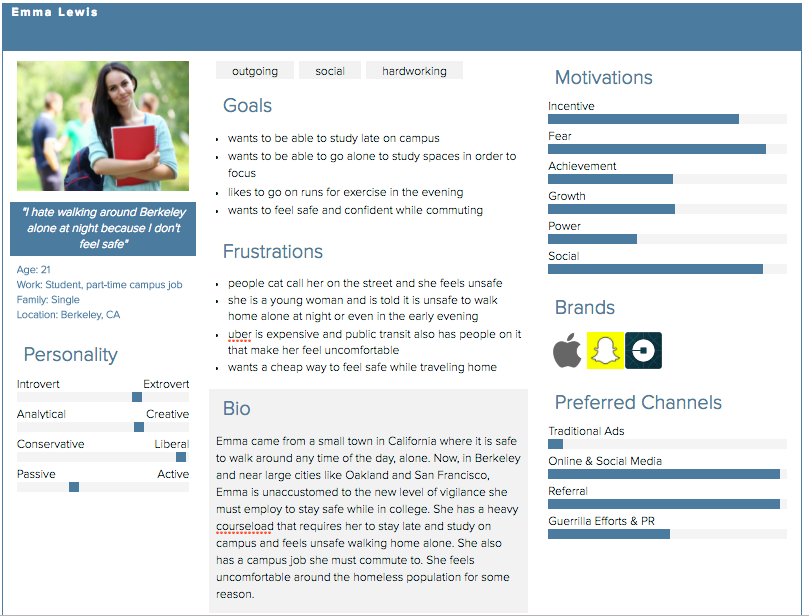 Emma Lewis
"I hate walking around Berkeley
alone at night because I don't
feel safe"
Age: 21
Work: Student, part-time campus job
Family: Single
Location: Berkeley, CA
Personality
Introvert Extrovert
Analytical Creative
Conservative Liberal
Passive Active
outgoing social hardworking
Goals
• wants to be able to study late on campus
• wants to be able to go alone to study spaces in order to
focus
• likes to go on runs for exercise in the evening
• wants to feel safe and confident while commuting
Frustrations
• people cat call her on the street and she feels unsafe
• she is a young woman and is told it is unsafe to walk
home alone at night or even in the early evening
• uber is expensive and public transit also has people on it
that make her feel uncomfortable
• wants a cheap way to feel safe while traveling home
Bio
Emma came from a small town in California where it is safe
to walk around any time of the day, alone. Now, in Berkeley
and near large cities like Oakland and San Francisco,
Emma is unaccustomed to the new level of vigilance she
must employ to stay safe while in college. She has a heavy
courseload that requires her to stay late and study on
campus and feels unsafe walking home alone. She also
has a campus job she must commute to. She feels
uncomfortable around the homeless population for some
reason.
Motivations
Incentive
Fear
Achievement
Growth
Power
Social
Brands
Preferred Channels
Traditional Ads
Online & Social Media
Referral
Guerrilla Efforts & PR